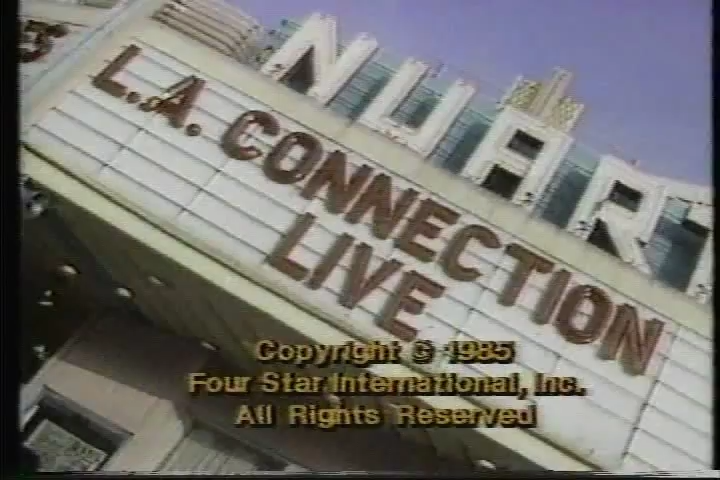 NUART
L.A. CONNECTION
LIVE
Copyright © 1985
Four Star International, Inc.
All Rights Reserved